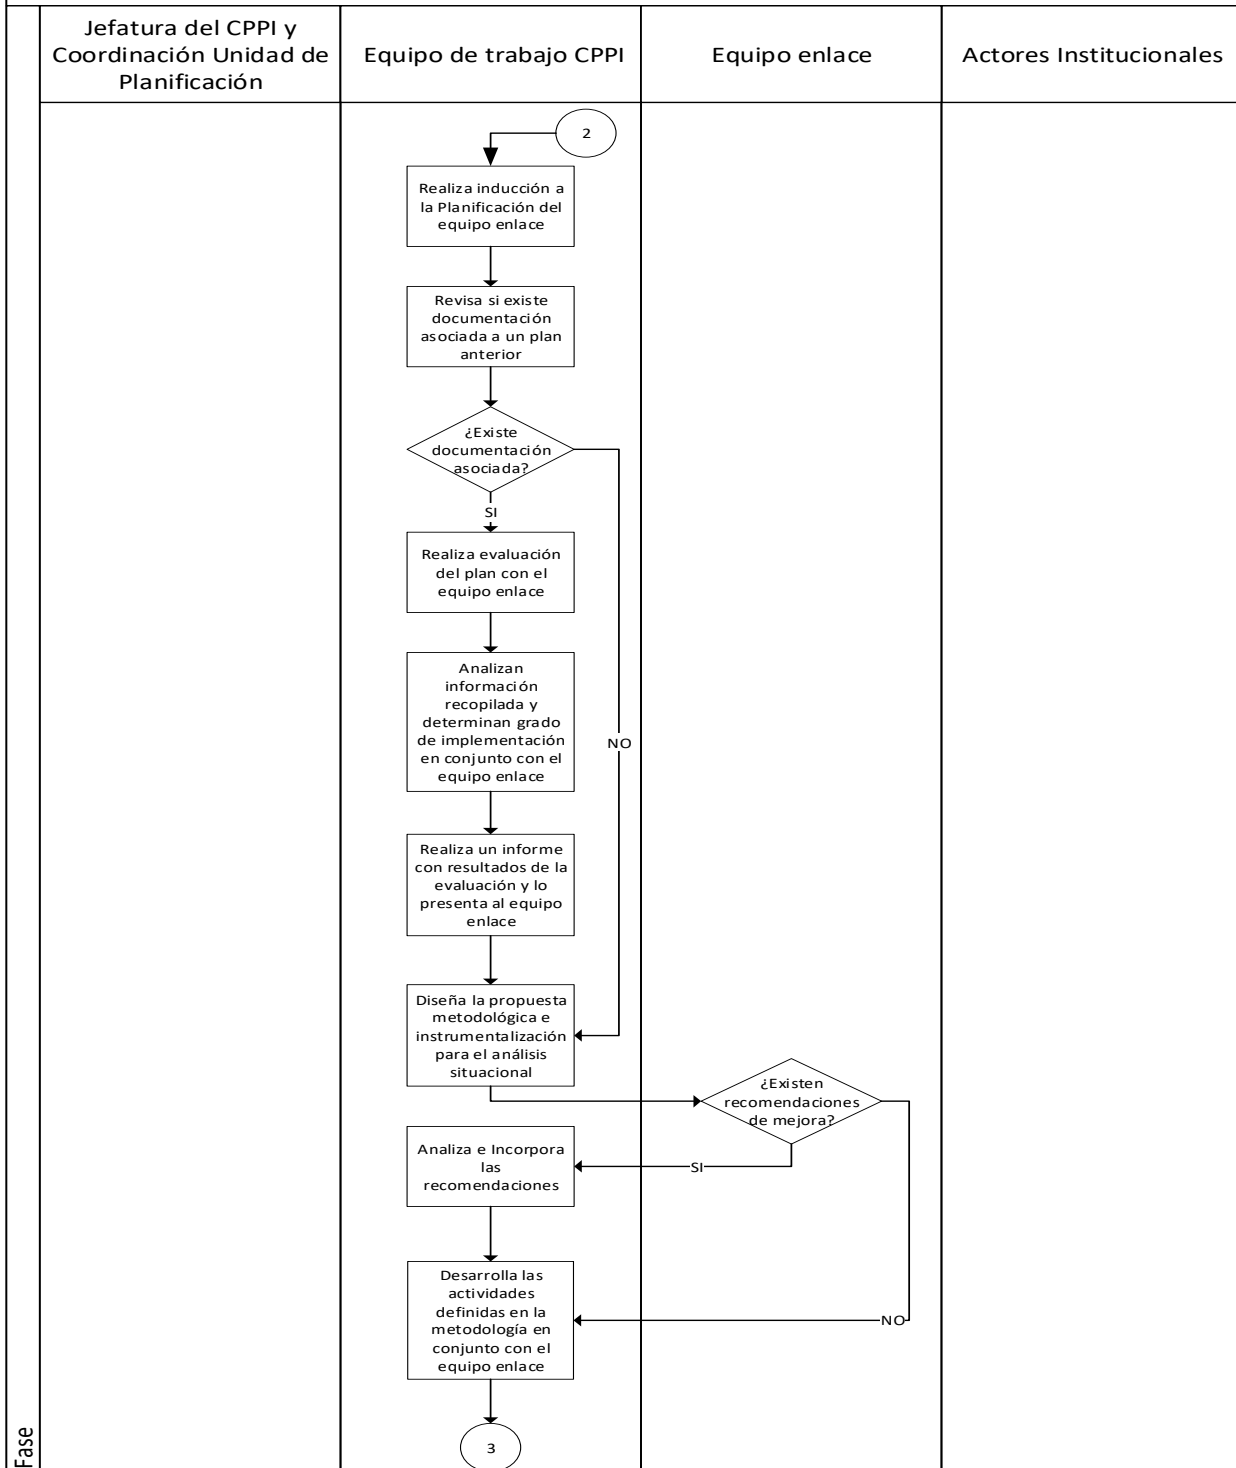 Jefatura del CPPI y
Coordinación Unidad de
Planificación
Equipo de trabajo CPPI
Equipo enlace
Actores Institucionales
2
Realiza inducción a
la Planificación del
equipo enlace
Revisa si existe
documentación
asociada a un plan
anterior
¿Existe
documentación
asociada?
SI
Realiza evaluación
del plan con el
equipo enlace
Analizan
información
recopilada y
determinan grado
de implementación
en conjunto con el
equipo enlace
NO
Realiza un informe
con resultados de la
evaluación y lo
presenta al equipo
enlace
Diseña la propuesta
metodológica e
instrumentalización
para el análisis
situacional
¿Existen
recomendaciones
de mejora?
SI
Analiza e Incorpora
las
recomendaciones
Desarrolla las
actividades
definidas en la
metodología en
conjunto con el
equipo enlace
NO
3
Fase